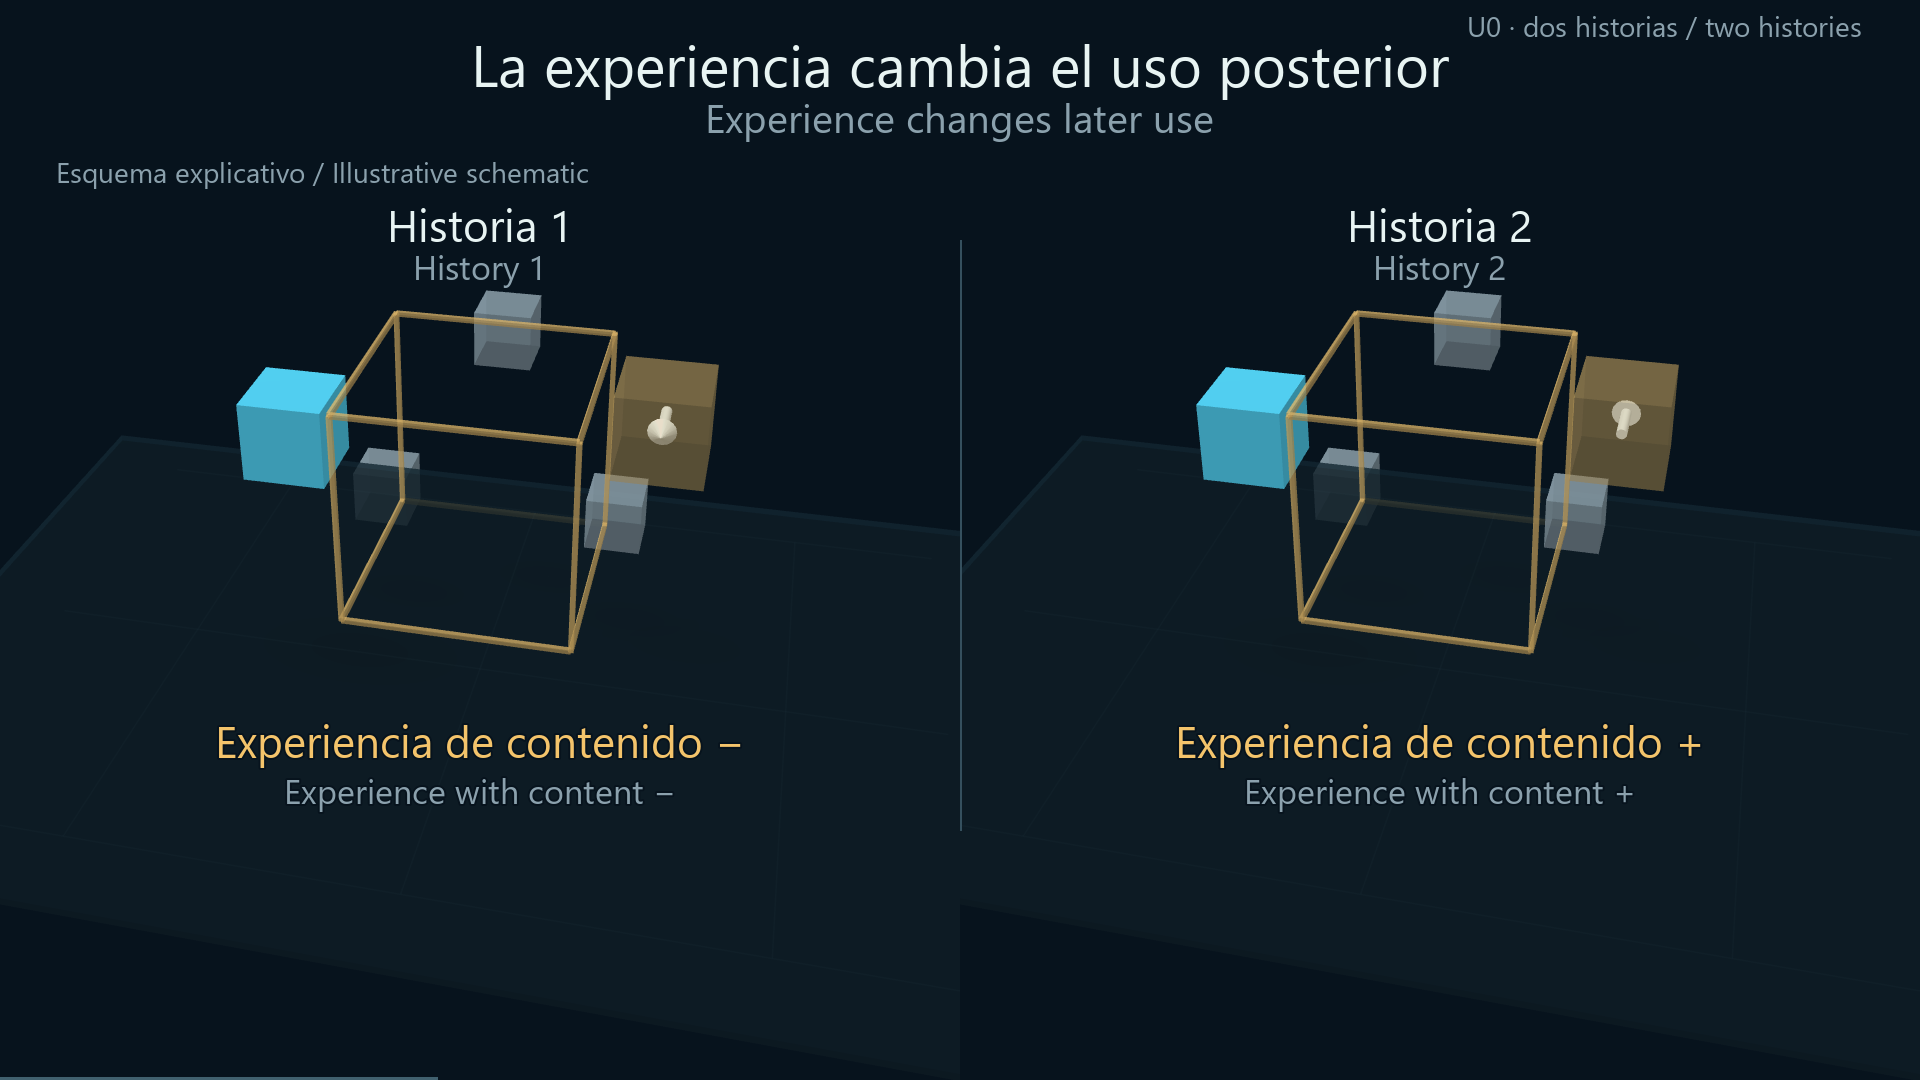 U0 · dos historias / two histories
La experiencia cambia el uso posterior
Experience changes later use
Esquema explicativo / Illustrative schematic
Historia 1
History 1
Historia 2
History 2
Experiencia de contenido −
Experience with content −
Experiencia de contenido +
Experience with content +